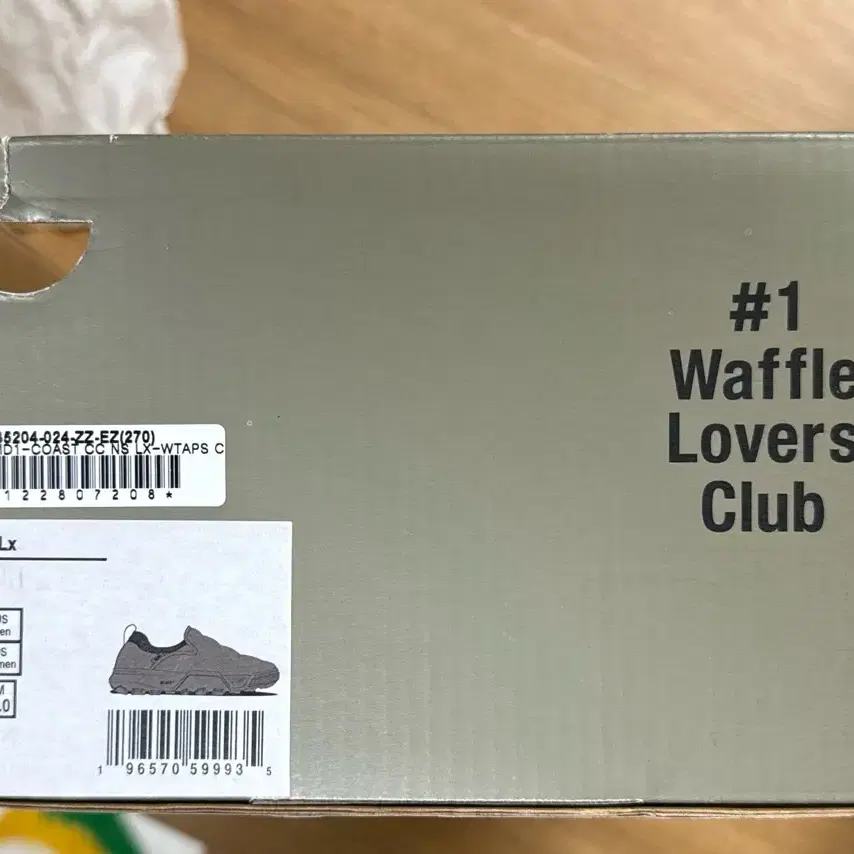 #1
Waffle
Lovers
Club
5204-024-ZZ-EZ(270)
D1-COAST CC NS LX-WTAPS C
122807208*
Lx
1 96570 59993 5